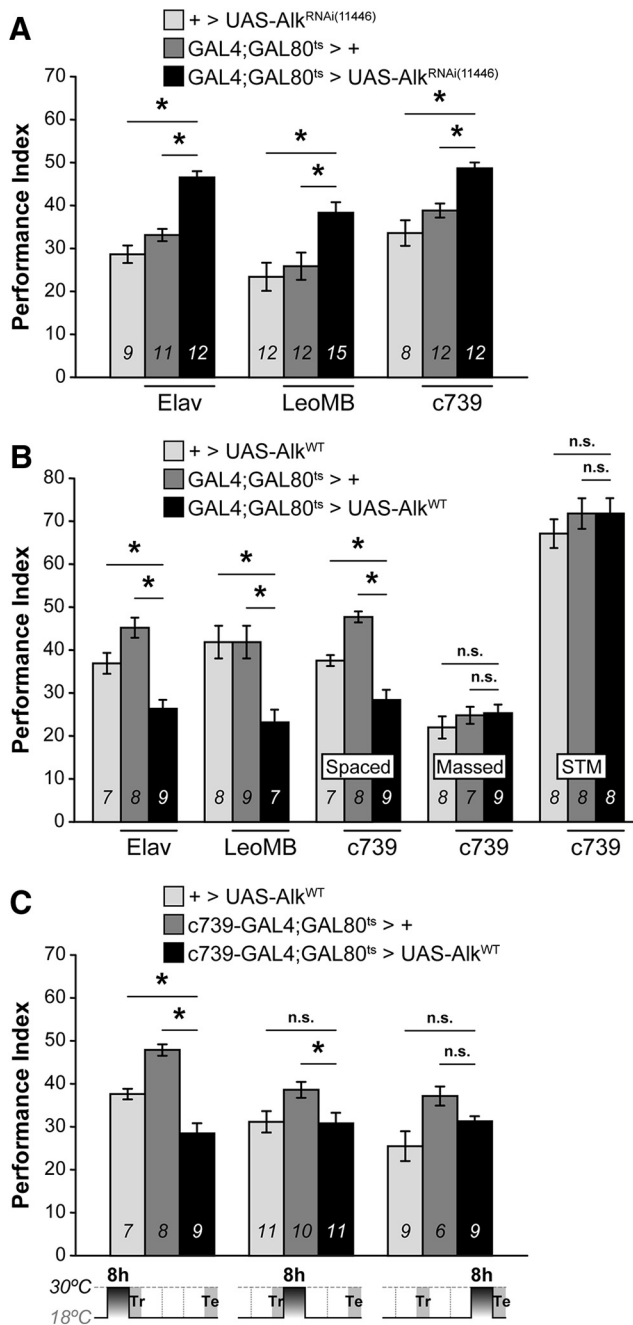 A
+ > UAS-Alk^RNAi(11446)
GAL4;GAL80^ts > +
GAL4;GAL80^ts > UAS-Alk^RNAi(11446)
Performance Index
70
60
50
40
30
20
10
0
* * * * * *
9 11 12 12 12 15 8 12 12
Elav LeoMB c739
B
+ > UAS-Alk^WT
GAL4;GAL80^ts > +
GAL4;GAL80^ts > UAS-Alk^WT
Performance Index
80
70
60
50
40
30
20
10
0
* * * * * * n.s. n.s. n.s. n.s.
Spaced Massed STM
7 8 9 8 9 7 7 8 9 8 7 9 8 8 8
Elav LeoMB c739 c739 c739
C
+ > UAS-Alk^WT
c739-GAL4;GAL80^ts > +
c739-GAL4;GAL80^ts > UAS-Alk^WT
Performance Index
70
60
50
40
30
20
10
0
* * n.s. * n.s. n.s.
7 8 9 11 10 11 9 6 9
8h 8h 8h
30ºC
Tr Te Tr Te Tr Te
18ºC